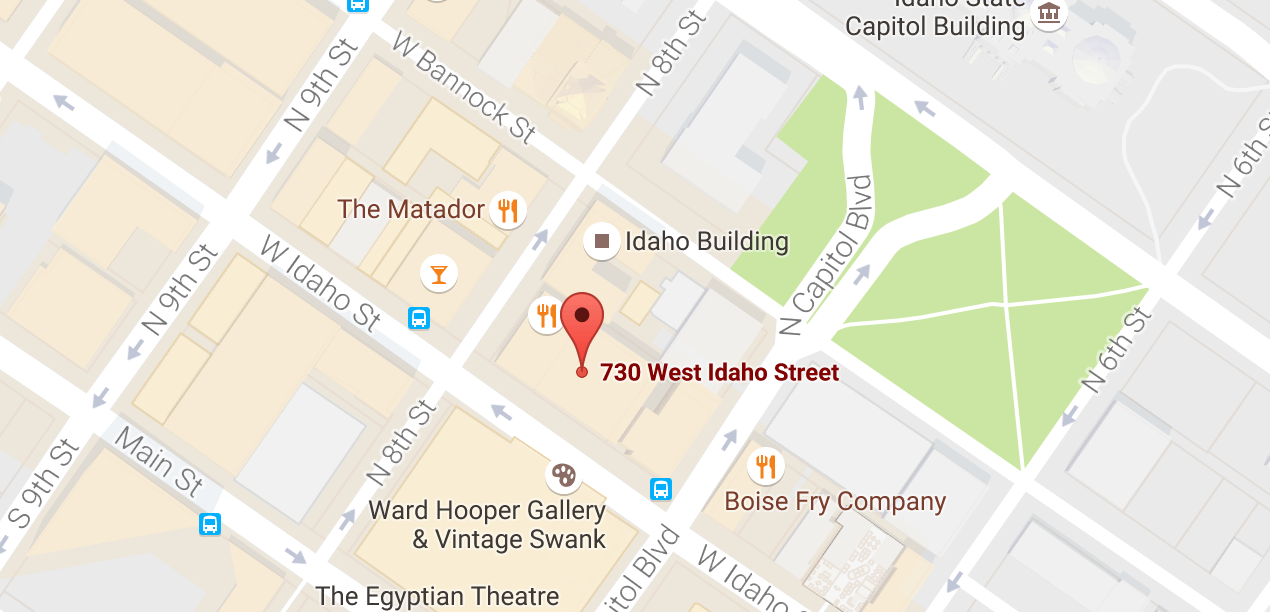 Idaho State
Capitol Building
N 9th St
W Bannock St
N 8th St
N 6th St
The Matador
N Capitol Blvd
Idaho Building
N 9th St
W Idaho St
N 6th St
730 West Idaho Street
N 8th St
Main St
S 9th St
Boise Fry Company
Ward Hooper Gallery
& Vintage Swank
W Idaho
itol Blvd
The Egyptian Theatre